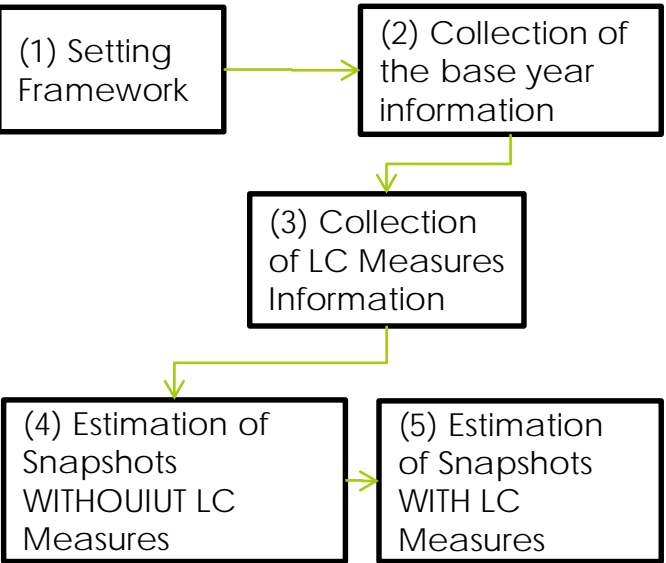 (1) Setting
Framework
(2) Collection of
the base year
information
(3) Collection
of LC Measures
Information
(4) Estimation of
Snapshots
WITHOUIUT LC
Measures
(5) Estimation
of Snapshots
WITH LC
Measures